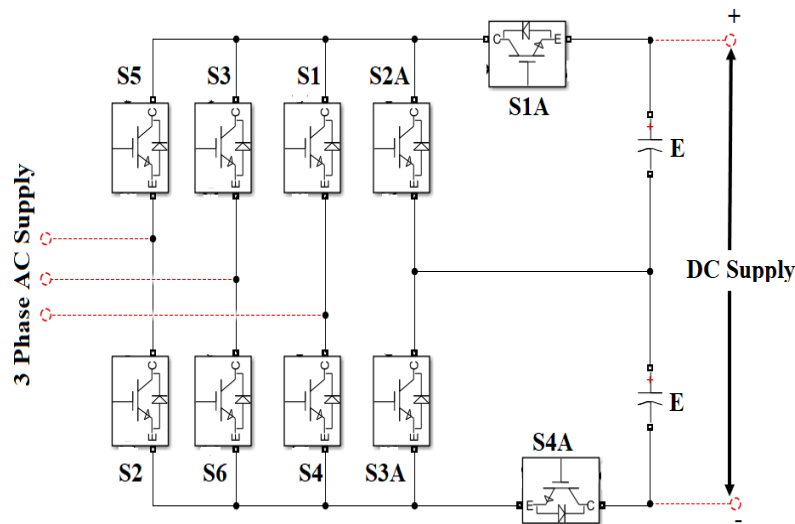 +
C E
S1A
S5 S3 S1 S2A
C C C C
E E E E
+
E
3 Phase AC Supply
DC Supply
C C C C
E E E E
+
E
S2 S6 S4 S3A
S4A
E C
-